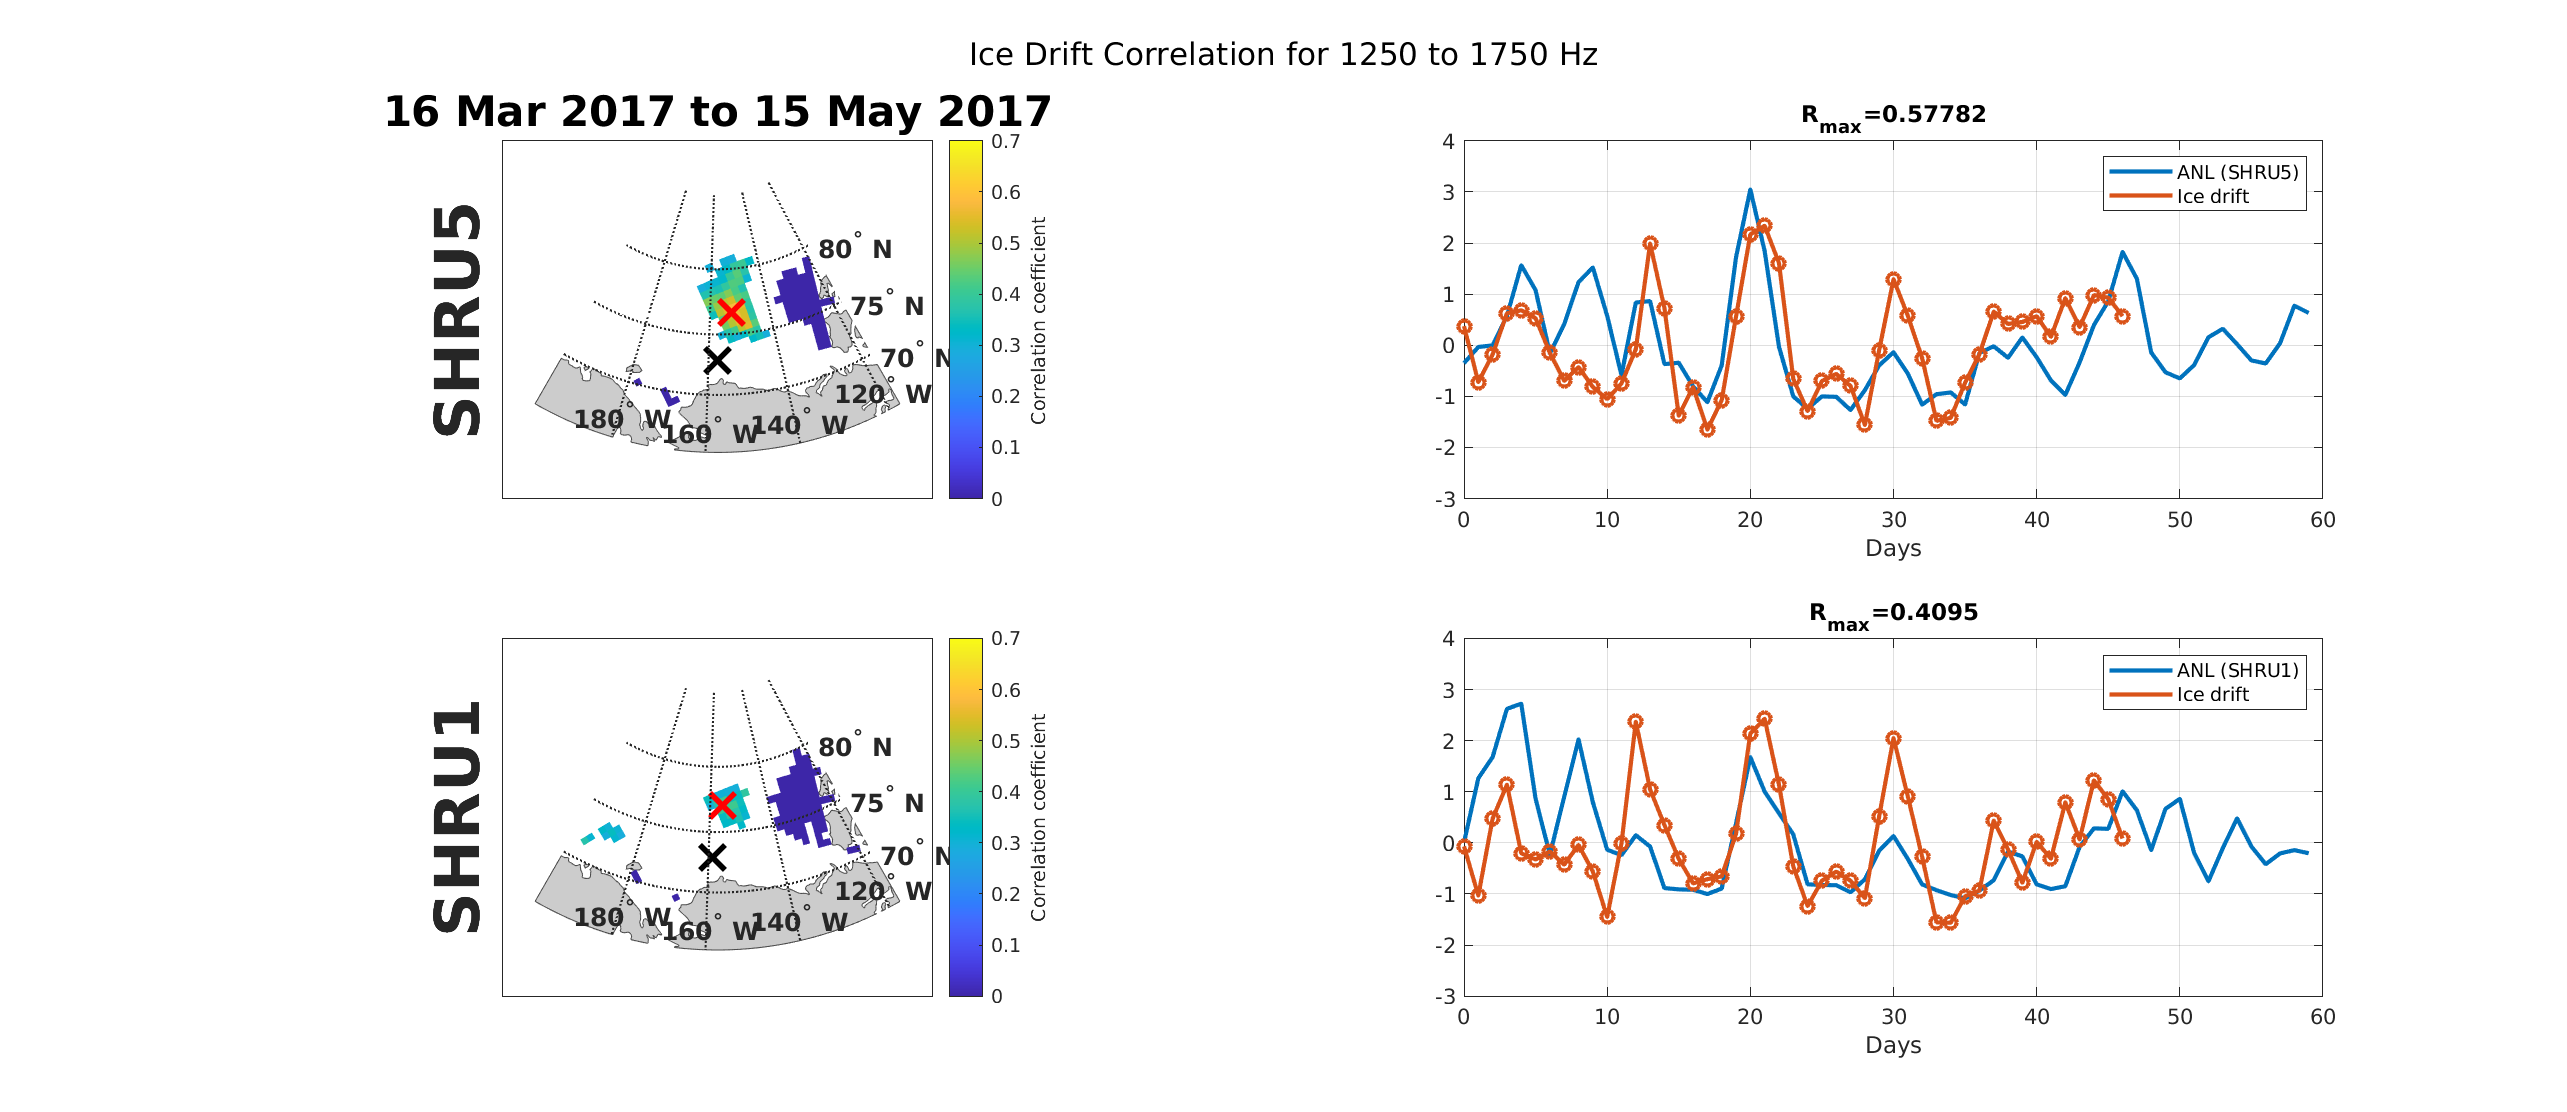 Ice Drift Correlation for 1250 to 1750 Hz
16 Mar 2017 to 15 May 2017
SHRU5
80° N
75° N
70° N
120° W
140° W
160° W
180° W
0.7
0.6
0.5
0.4
0.3
0.2
0.1
0
Correlation coefficient
Rmax=0.57782
ANL (SHRU5)
Ice drift
4
3
2
1
0
-1
-2
-3
0 10 20 30 40 50 60
Days
SHRU1
80° N
75° N
70° N
120° W
140° W
160° W
180° W
0.7
0.6
0.5
0.4
0.3
0.2
0.1
0
Correlation coefficient
Rmax=0.4095
ANL (SHRU1)
Ice drift
4
3
2
1
0
-1
-2
-3
0 10 20 30 40 50 60
Days